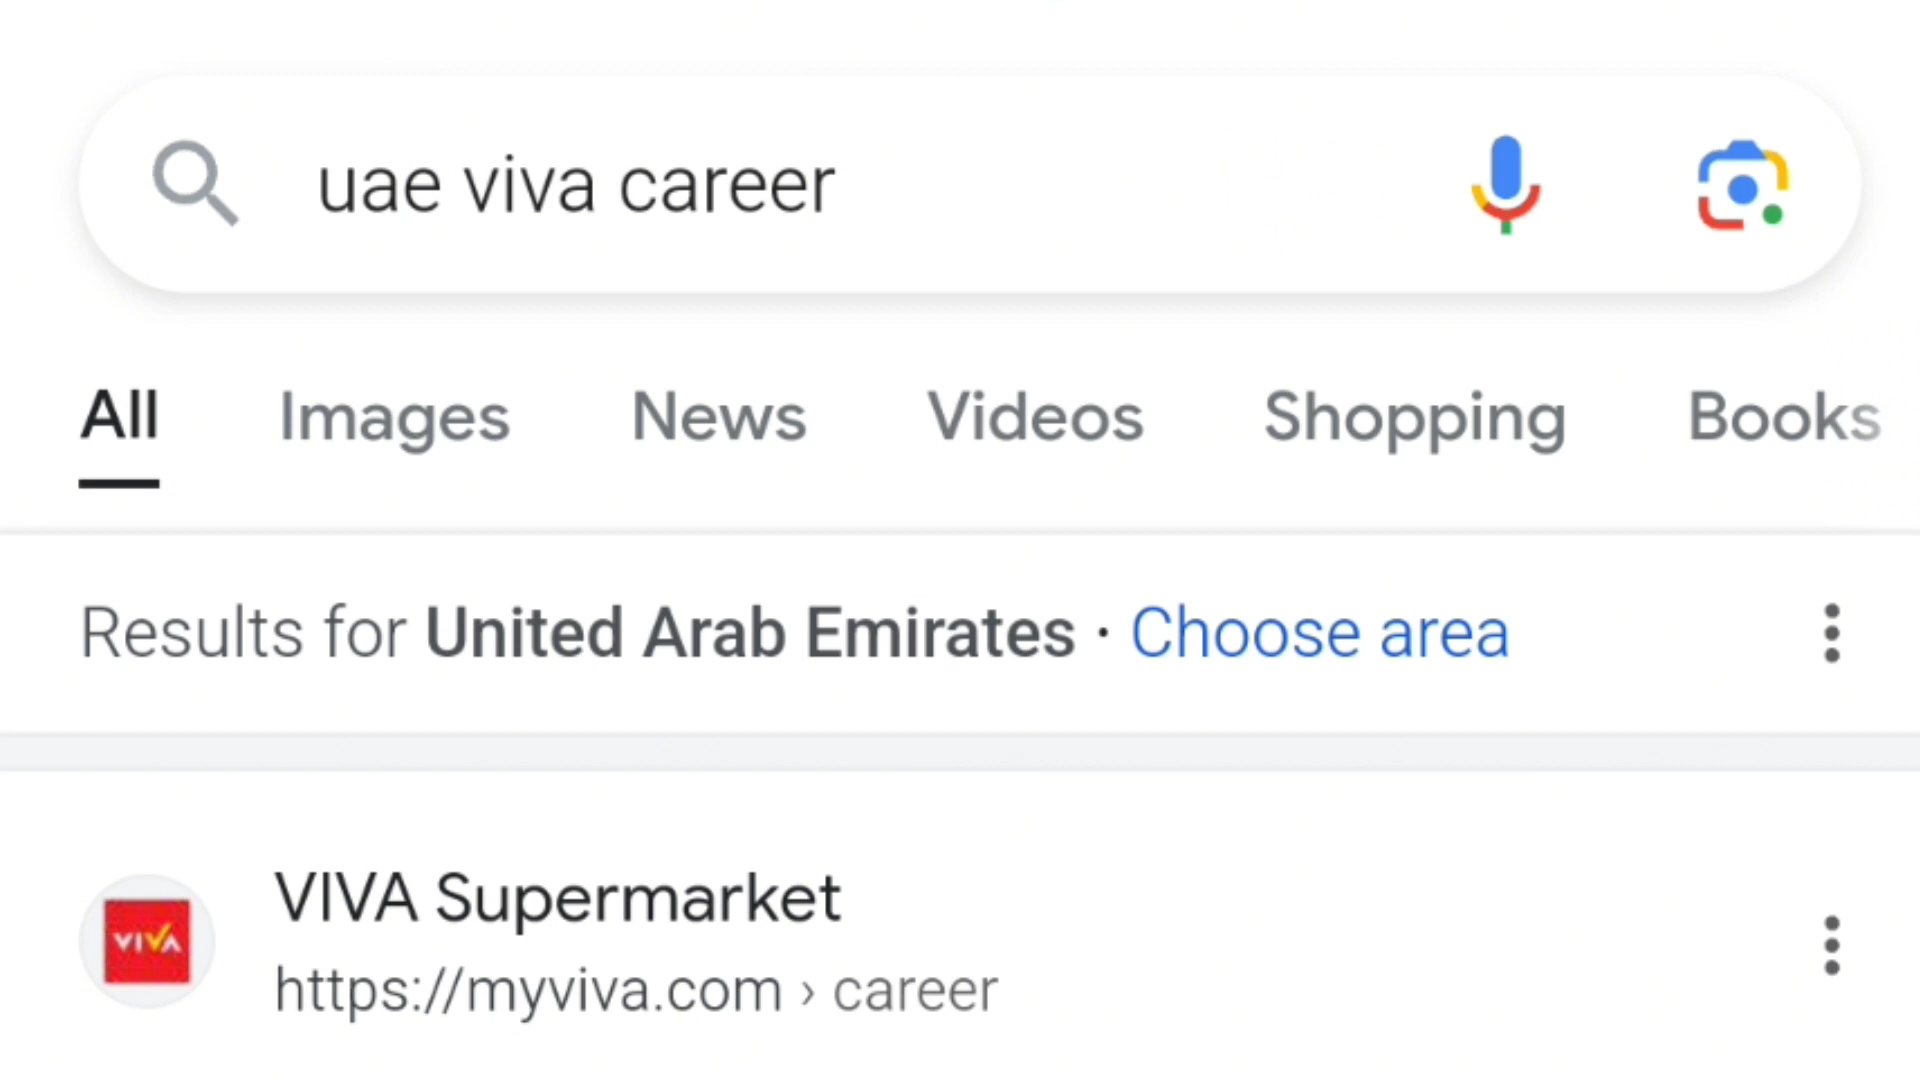 uae viva career
All Images News Videos Shopping Books
Results for United Arab Emirates · Choose area
VIVA Supermarket
VIVA
https://myviva.com › career